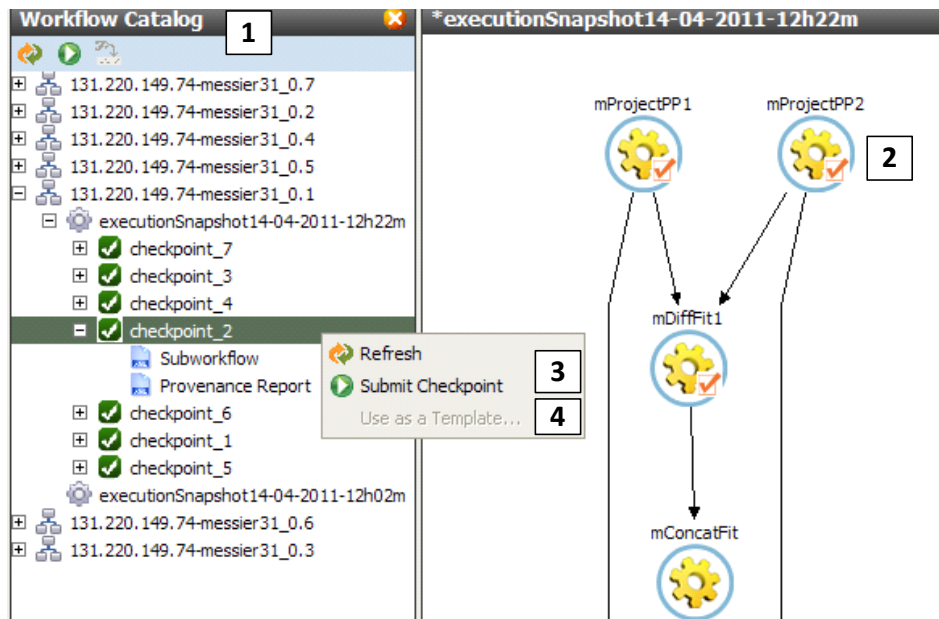 Workflow Catalog
1
*executionSnapshot14-04-2011-12h22m
131.220.149.74-messier31_0.7
131.220.149.74-messier31_0.2
131.220.149.74-messier31_0.4
131.220.149.74-messier31_0.5
131.220.149.74-messier31_0.1
executionSnapshot14-04-2011-12h22m
checkpoint_7
checkpoint_3
checkpoint_4
checkpoint_2
Subworkflow
Provenance Report
checkpoint_6
checkpoint_1
checkpoint_5
executionSnapshot14-04-2011-12h02m
131.220.149.74-messier31_0.6
131.220.149.74-messier31_0.3
Refresh
Submit Checkpoint
3
Use as a Template...
4
mProjectPP1
mProjectPP2
2
mDiffFit1
mConcatFit